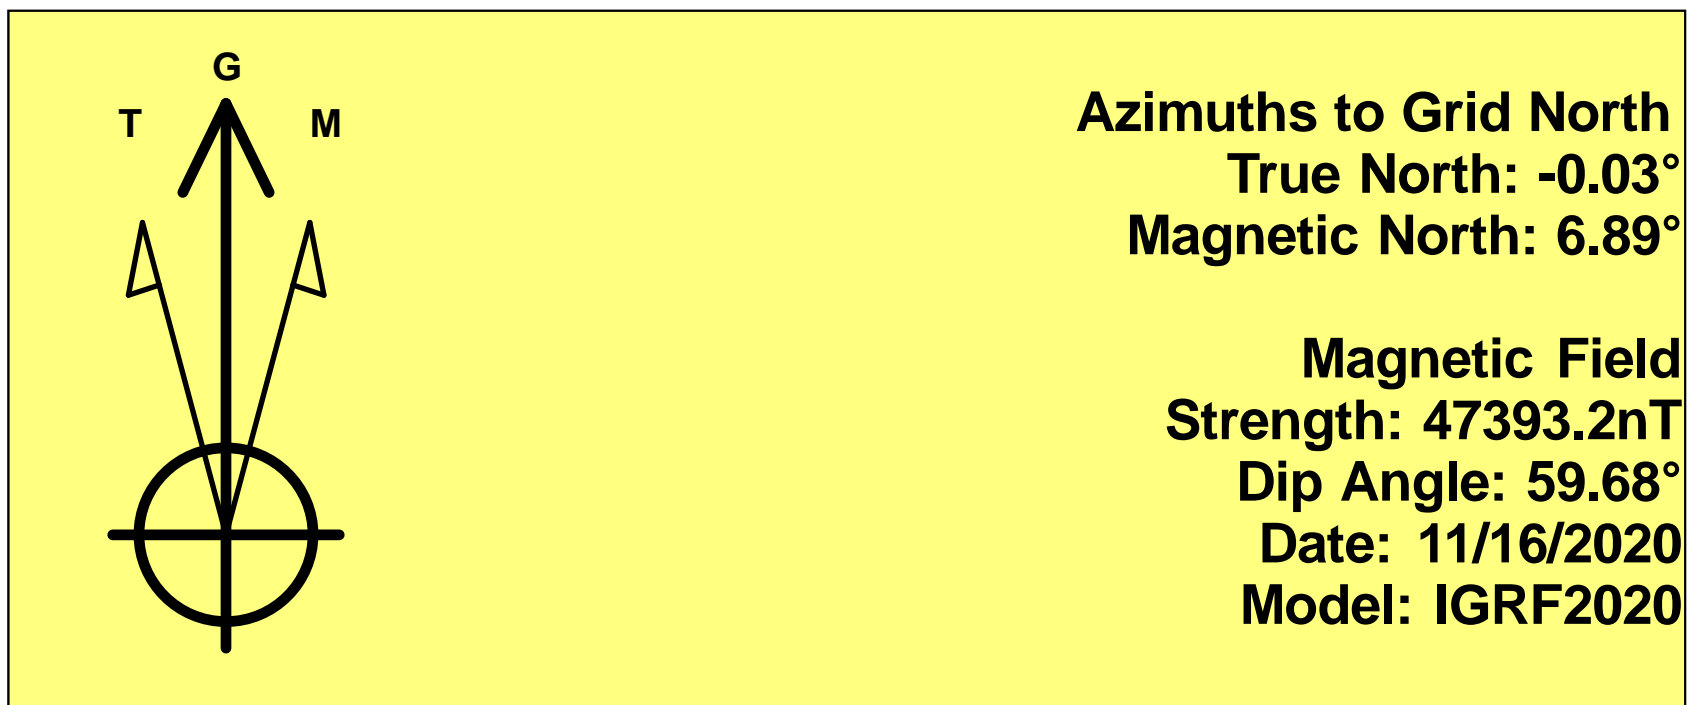 G
T
M
Azimuths to Grid North
True North: -0.03°
Magnetic North: 6.89°
Magnetic Field
Strength: 47393.2nT
Dip Angle: 59.68°
Date: 11/16/2020
Model: IGRF2020